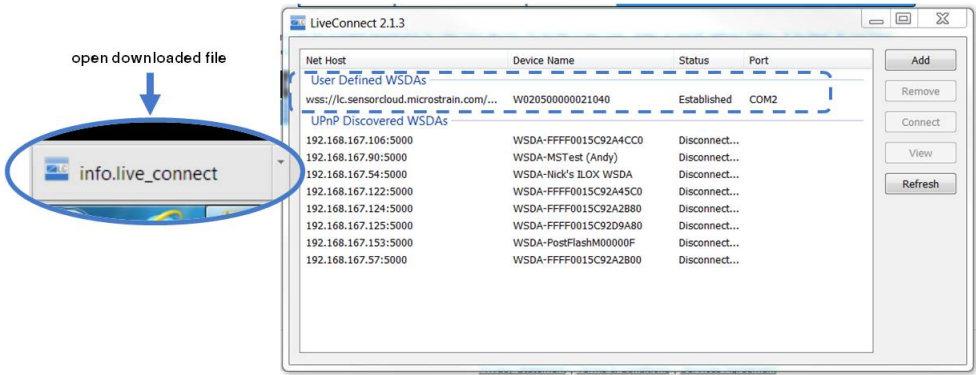 open downloaded file
info.live_connect
LiveConnect 2.1.3
Net Host Device Name Status Port
User Defined WSDAs
wss://lc.sensorcloud.microstrain.com/... W020500000021040 Established COM2
UPnP Discovered WSDAs
192.168.167.106:5000 WSDA-FFFF0015C92A4CC0 Disconnect...
192.168.167.90:5000 WSDA-MSTest (Andy) Disconnect...
192.168.167.54:5000 WSDA-Nick's ILOX WSDA Disconnect...
192.168.167.122:5000 WSDA-FFFF0015C92A45C0 Disconnect...
192.168.167.124:5000 WSDA-FFFF0015C92A2B80 Disconnect...
192.168.167.125:5000 WSDA-FFFF0015C92D9A80 Disconnect...
192.168.167.153:5000 WSDA-PostFlashM00000F Disconnect...
192.168.167.57:5000 WSDA-FFFF0015C92A2B00 Disconnect...
Add
Remove
Connect
View
Refresh